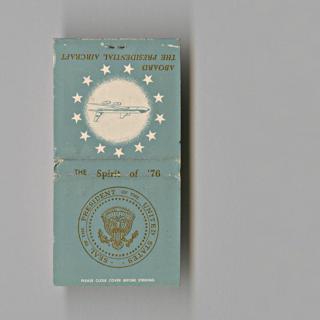 ABOARD
THE PRESIDENTIAL AIRCRAFT
THE Spirit of '76
SEAL OF THE PRESIDENT OF THE UNITED STATES
PLEASE CLOSE COVER BEFORE STRIKING